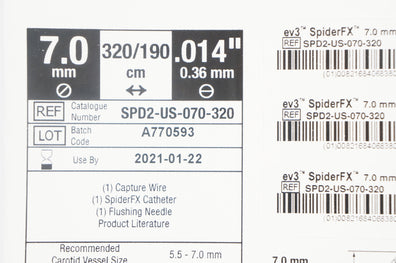 7.0
mm
320/190
cm
.014"
0.36 mm
REF Catalogue Number SPD2-US-070-320
LOT Batch Code A770593
Use By 2021-01-22
(1) Capture Wire
(1) SpiderFX Catheter
(1) Flushing Needle
Product Literature
Recommended
Carotid Vessel Size 5.5 - 7.0 mm
ev3™ SpiderFX™ 7.0 mm
REF SPD2-US-070-320
ev3™ SpiderFX™ 7.0 mm
REF SPD2-US-070-320
ev3™ SpiderFX™ 7.0 mm
REF SPD2-US-070-320
7.0 mm